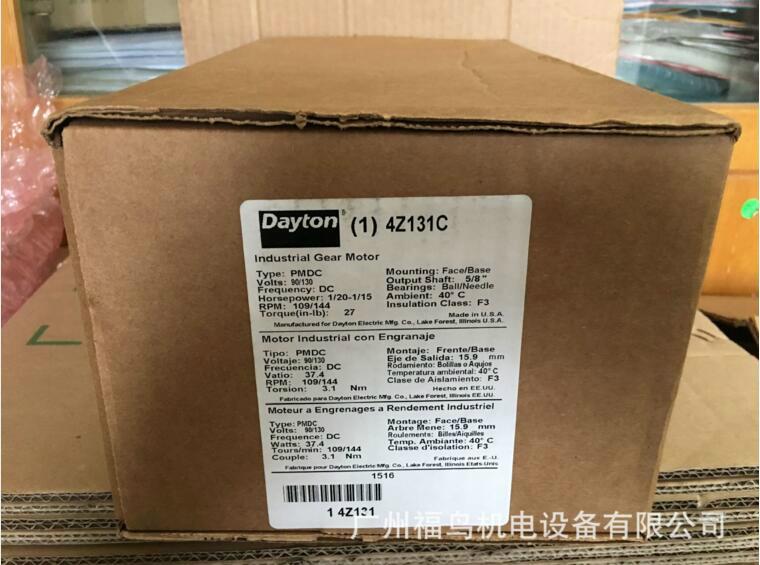 Dayton® (1) 4Z131C
Industrial Gear Motor
Type: PMDC
Volts: 90/130
Frequency: DC
Horsepower: 1/20-1/15
RPM: 109/144
Torque(in-lb): 27
Mounting: Face/Base
Output Shaft: 5/8"
Bearings: Ball/Needle
Ambient: 40° C
Insulation Class: F3
Made in U.S.A.
Manufactured for Dayton Electric Mfg. Co., Lake Forest, Illinois U.S.A.
Motor Industrial con Engranaje
Tipo: PMDC
Voltaje: 90/130
Frecuencia: DC
Vatio: 37.4
RPM: 109/144
Torsion: 3.1 Nm
Montaje: Frente/Base
Eje de Salida: 15.9 mm
Rodamiento: Bolillas o Agujos
Temperatura ambiental: 40° C
Clase de Aislamiento: F3
Hecho en EE.UU.
Fabricado para Dayton Electric Mfg. Co., Lake Forest, Illinois EE.UU.
Moteur a Engrenages a Rendement Industriel
Type: PMDC
Volts: 90/130
Frequence: DC
Watts: 37.4
Tours/min: 109/144
Couple: 3.1 Nm
Montage: Face/Base
Arbre Mene: 15.9 mm
Roulements: Billes/Aiquilles
Temp. Ambiante: 40° C
Classe d'isolation: F3
Fabrique aux E.-U.
Fabrique pour Dayton Electric Mfg. Co., Lake Forest, Illinois Etats-Unis
1516
1 4Z131
广州福鸟机电设备有限公司